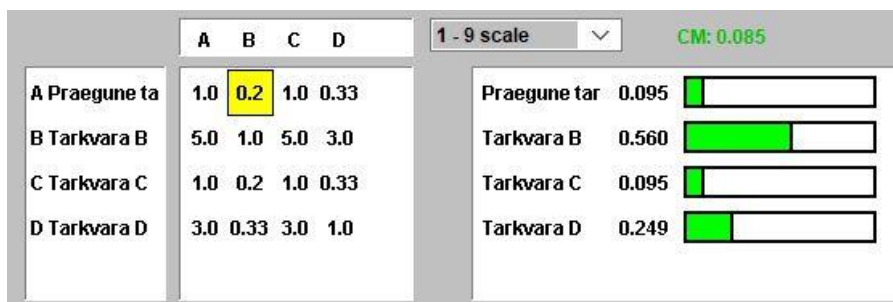 A B C D 1 - 9 scale CM: 0.085
A Praegune ta 1.0 0.2 1.0 0.33 Praegune tar 0.095
B Tarkvara B 5.0 1.0 5.0 3.0 Tarkvara B 0.560
C Tarkvara C 1.0 0.2 1.0 0.33 Tarkvara C 0.095
D Tarkvara D 3.0 0.33 3.0 1.0 Tarkvara D 0.249